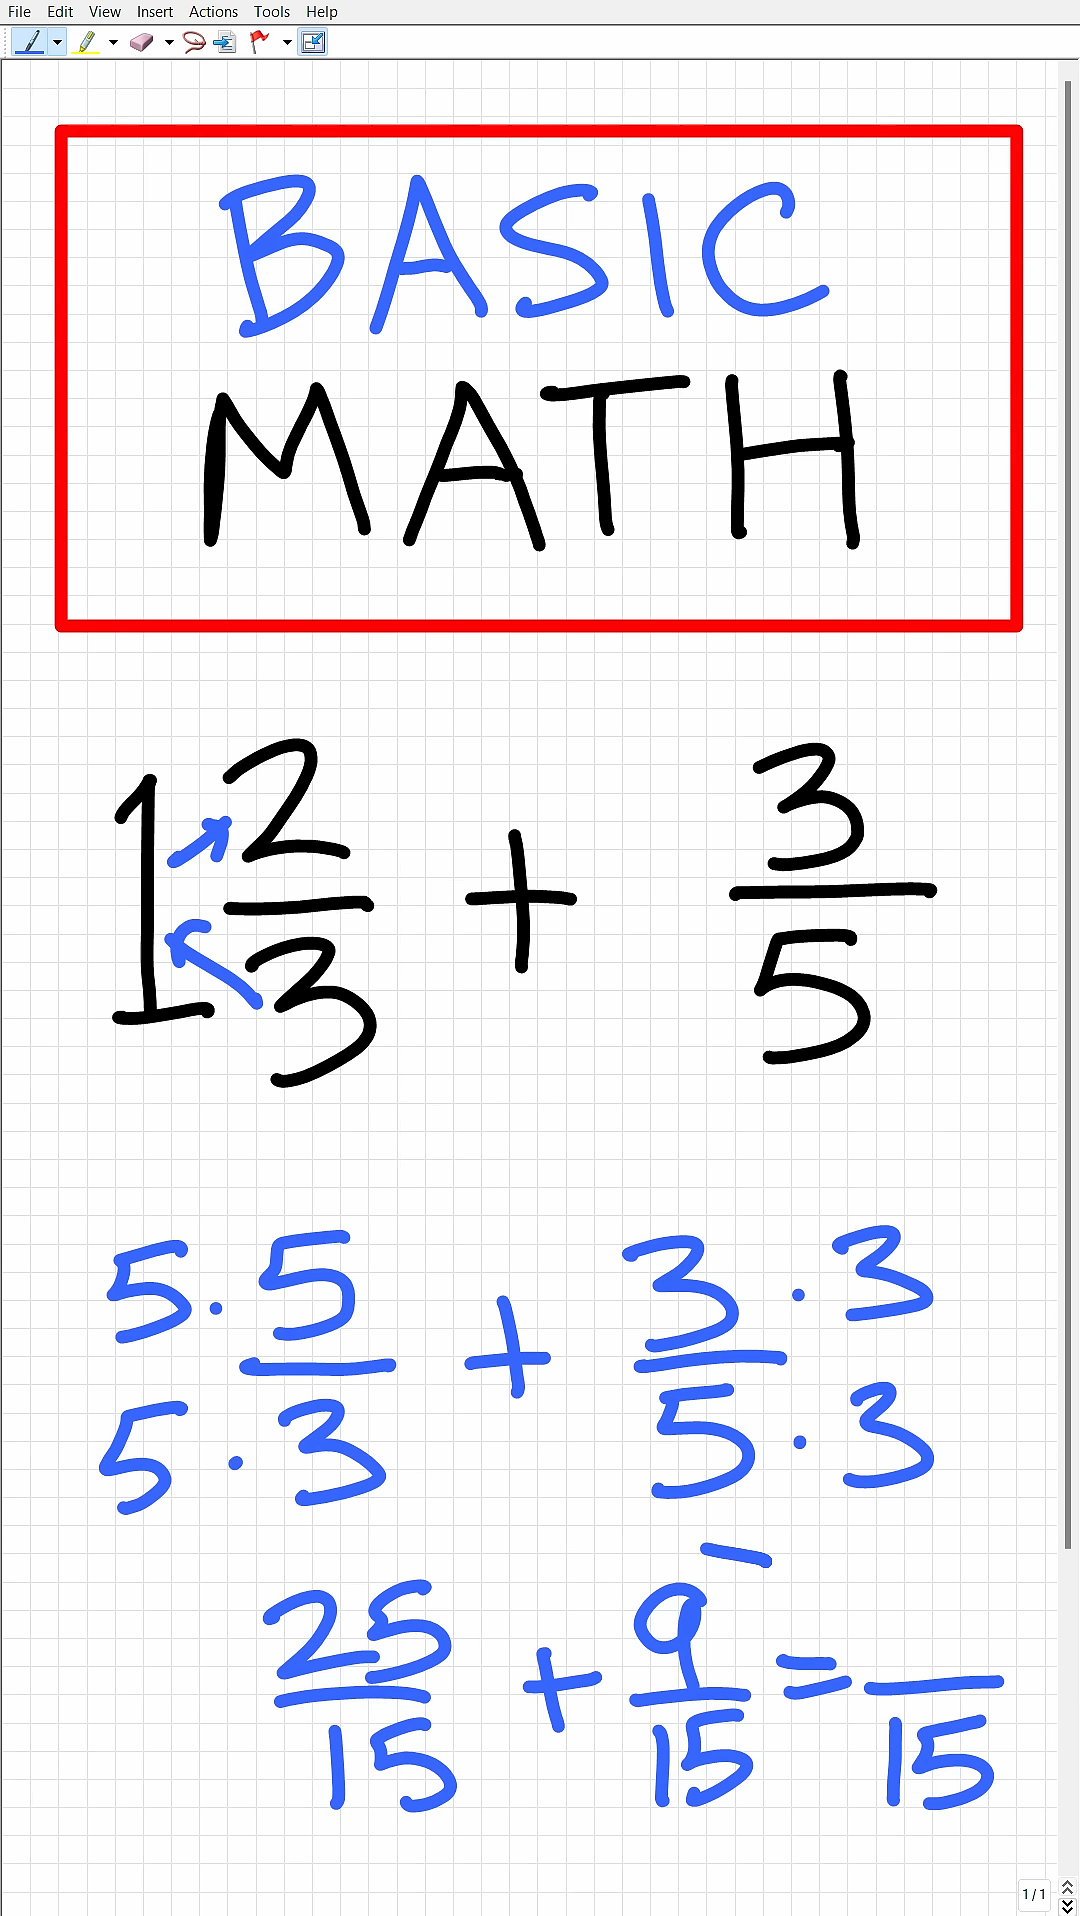 File Edit View Insert Actions Tools Help
BASIC
MATH
1 2/3 + 3/5
5·5/5·3 + 3·3/5·3
25/15 + 9/15 = /15
1/1